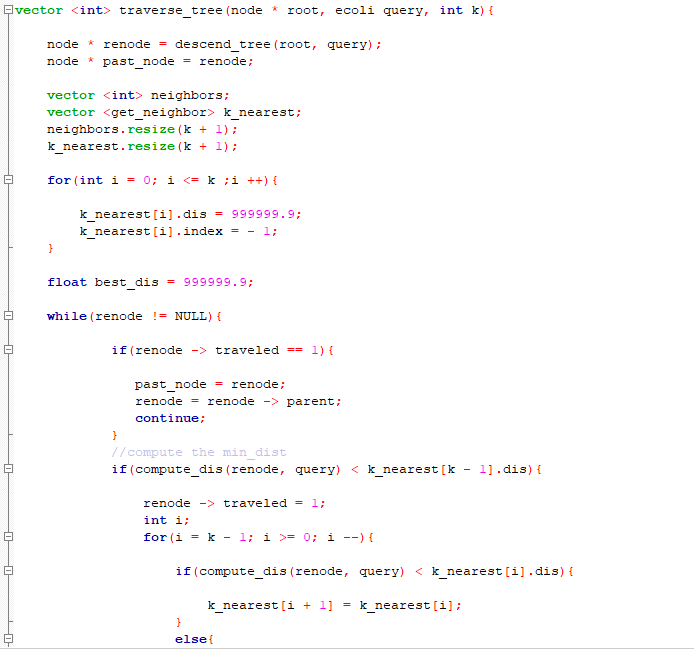 vector <int> traverse_tree(node * root, ecoli query, int k){
node * renode = descend_tree(root, query);
node * past_node = renode;
vector <int> neighbors;
vector <get_neighbor> k_nearest;
neighbors.resize(k + 1);
k_nearest.resize(k + 1);
for(int i = 0; i <= k ;i ++){
k_nearest[i].dis = 999999.9;
k_nearest[i].index = - 1;
}
float best_dis = 999999.9;
while(renode != NULL){
if(renode -> traveled == 1){
past_node = renode;
renode = renode -> parent;
continue;
}
//compute the min_dist
if(compute_dis(renode, query) < k_nearest[k - 1].dis){
renode -> traveled = 1;
int i;
for(i = k - 1; i >= 0; i --){
if(compute_dis(renode, query) < k_nearest[i].dis){
k_nearest[i + 1] = k_nearest[i];
}
else{